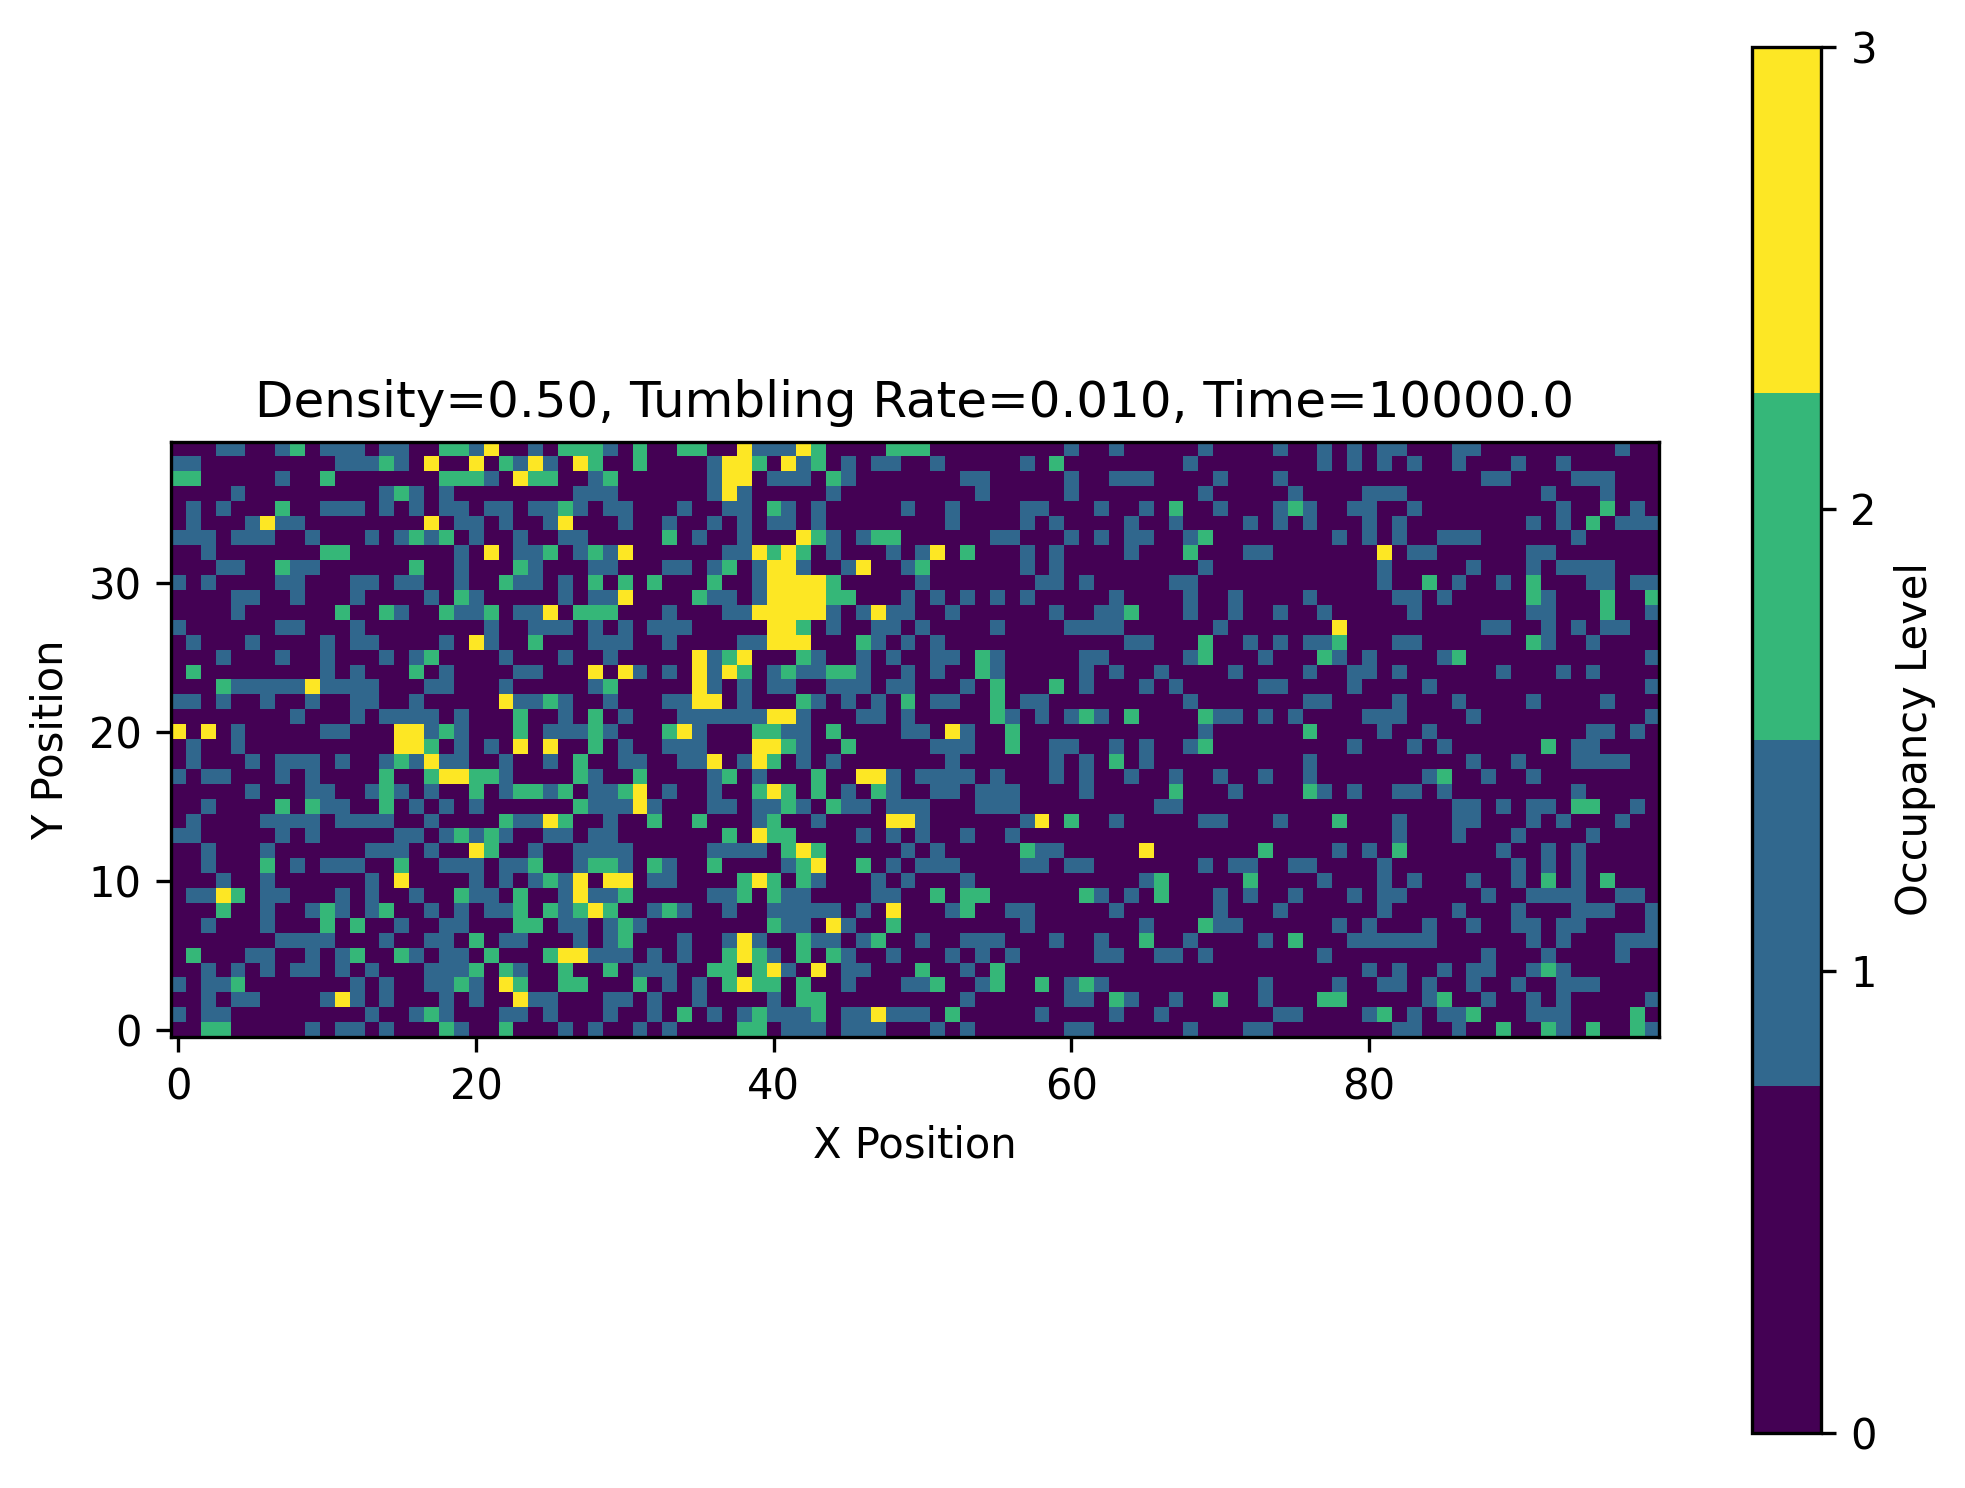 Density=0.50, Tumbling Rate=0.010, Time=10000.0
Y Position
30
20
10
0
0 20 40 60 80
X Position
3
2
1
0
Occupancy Level